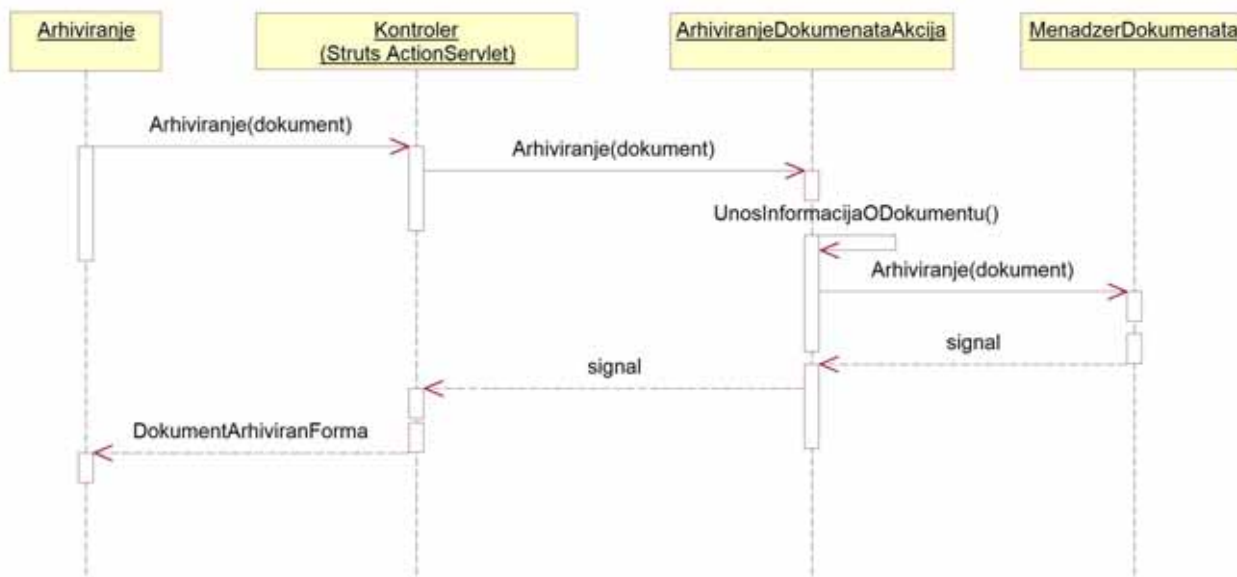 Arhiviranje
Kontroler
(Struts ActionServlet)
ArhiviranjeDokumenataAkcija
MenadzerDokumenata
Arhiviranje(dokument)
Arhiviranje(dokument)
UnosInformacijaODokumentu()
Arhiviranje(dokument)
signal
signal
DokumentArhiviranForma